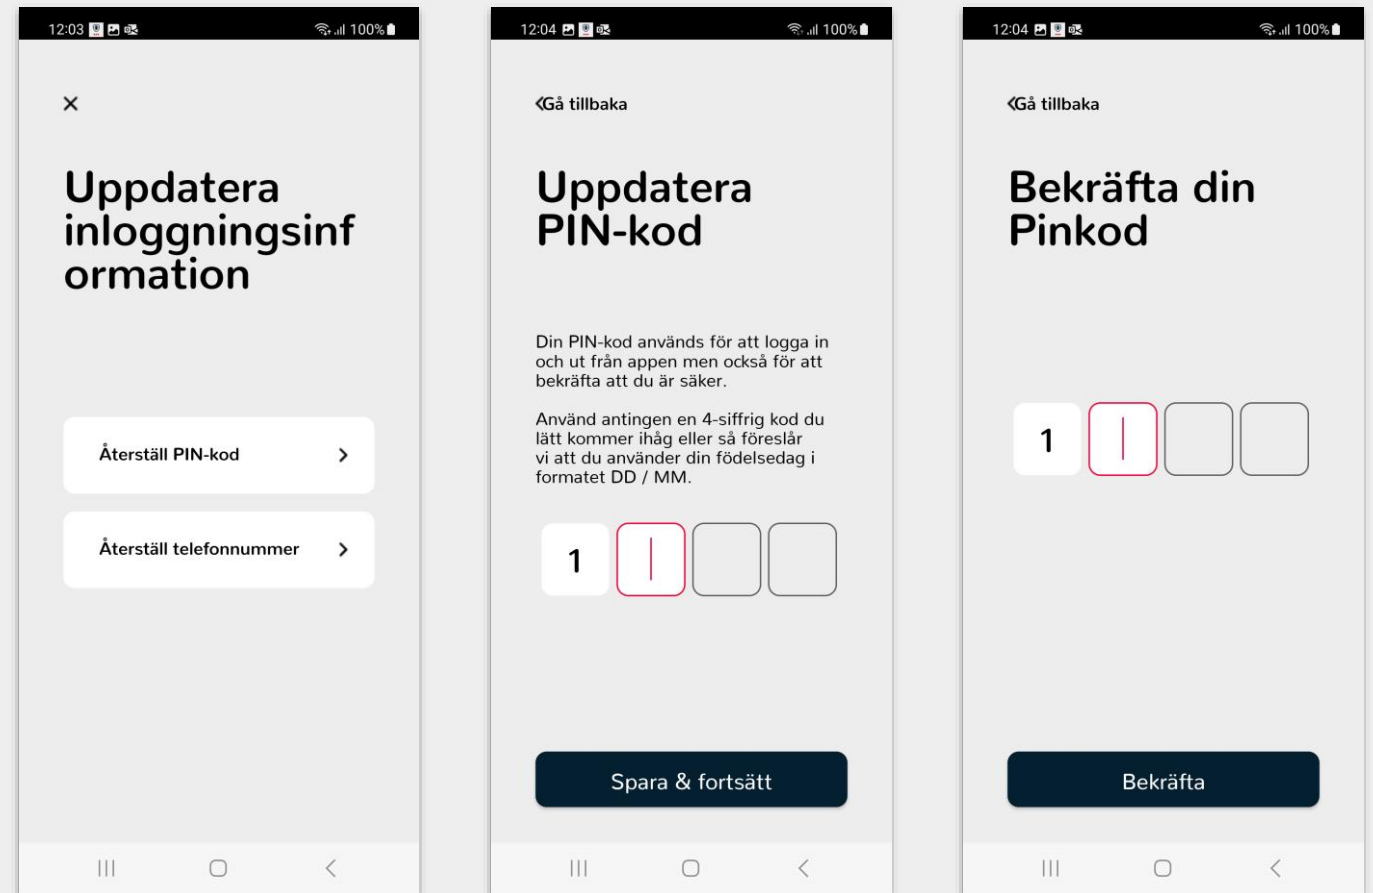 12:03
100%
Uppdatera
inloggningsinf
ormation
Återställ PIN-kod
Återställ telefonnummer
12:04
100%
Gå tillbaka
Uppdatera
PIN-kod
Din PIN-kod används för att logga in
och ut från appen men också för att
bekräfta att du är säker.
Använd antingen en 4-siffrig kod du
lätt kommer ihåg eller så föreslår
vi att du använder din födelsedag i
formatet DD / MM.
1
Spara & fortsätt
12:04
100%
Gå tillbaka
Bekräfta din
Pinkod
1
Bekräfta